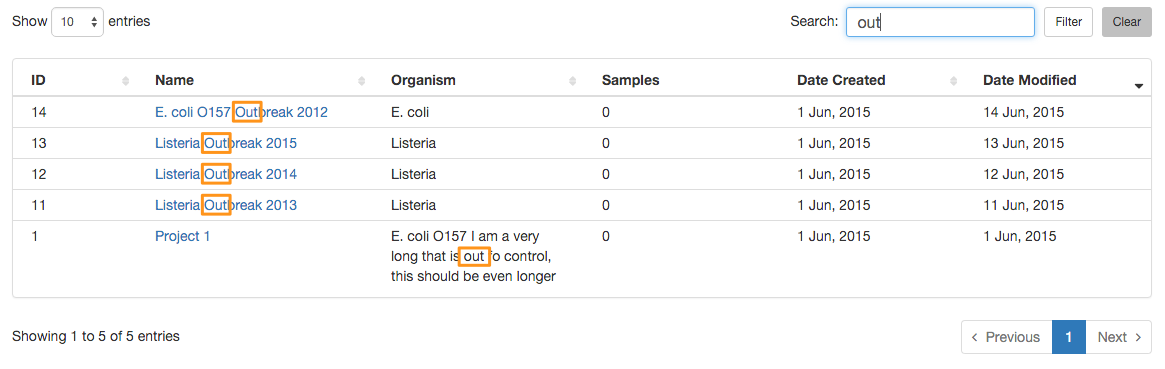 Show 10 entries Search: out Filter Clear
ID Name Organism Samples Date Created Date Modified
14 E. coli O157 Outbreak 2012 E. coli 0 1 Jun, 2015 14 Jun, 2015
13 Listeria Outbreak 2015 Listeria 0 1 Jun, 2015 13 Jun, 2015
12 Listeria Outbreak 2014 Listeria 0 1 Jun, 2015 12 Jun, 2015
11 Listeria Outbreak 2013 Listeria 0 1 Jun, 2015 11 Jun, 2015
1 Project 1 E. coli O157 I am a very 0 1 Jun, 2015 1 Jun, 2015
long that is out fo control,
this should be even longer
Showing 1 to 5 of 5 entries ‹ Previous 1 Next ›